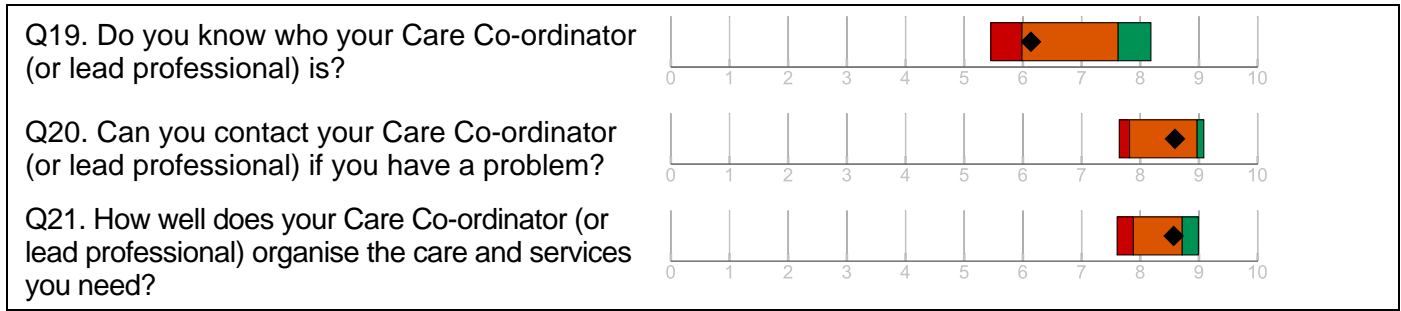 Q19. Do you know who your Care Co-ordinator
(or lead professional) is?
0 1 2 3 4 5 6 7 8 9 10
Q20. Can you contact your Care Co-ordinator
(or lead professional) if you have a problem?
0 1 2 3 4 5 6 7 8 9 10
Q21. How well does your Care Co-ordinator (or
lead professional) organise the care and services
you need?
0 1 2 3 4 5 6 7 8 9 10